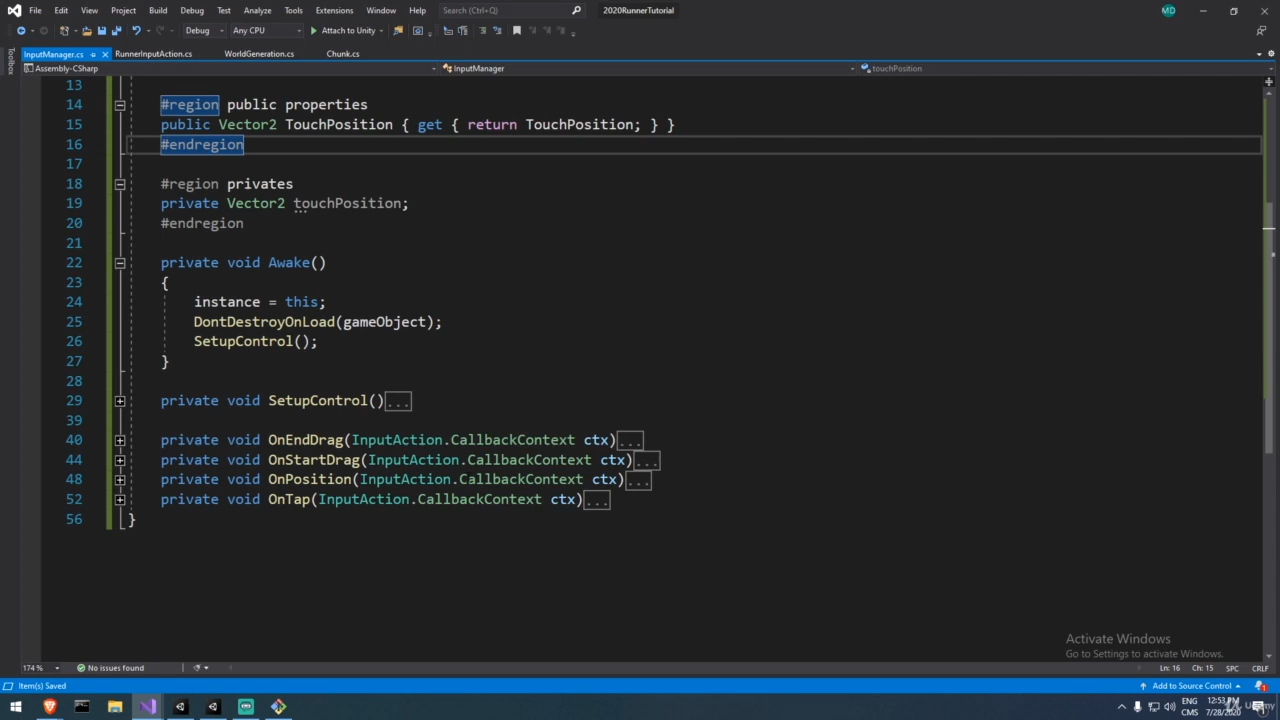 File Edit View Project Build Debug Test Analyze Tools Extensions Window Help Search (Ctrl+Q) 2020RunnerTutorial MD
Debug Any CPU Attach to Unity
InputManager.cs RunnerInputAction.cs WorldGeneration.cs Chunk.cs
Toolbox
Assembly-CSharp InputManager touchPosition
13
14 #region public properties
15 public Vector2 TouchPosition { get { return TouchPosition; } }
16 #endregion
17
18 #region privates
19 private Vector2 touchPosition;
20 #endregion
21
22 private void Awake()
23 {
24 instance = this;
25 DontDestroyOnLoad(gameObject);
26 SetupControl();
27 }
28
29 private void SetupControl()...
39
40 private void OnEndDrag(InputAction.CallbackContext ctx)...
44 private void OnStartDrag(InputAction.CallbackContext ctx)...
48 private void OnPosition(InputAction.CallbackContext ctx)...
52 private void OnTap(InputAction.CallbackContext ctx)...
56 }
Activate Windows
Go to Settings to activate Windows.
174 % No issues found Ln: 16 Ch: 15 SPC CRLF
Item(s) Saved Add to Source Control 1
ENG 12:53 PM
CMS 7/28/2020